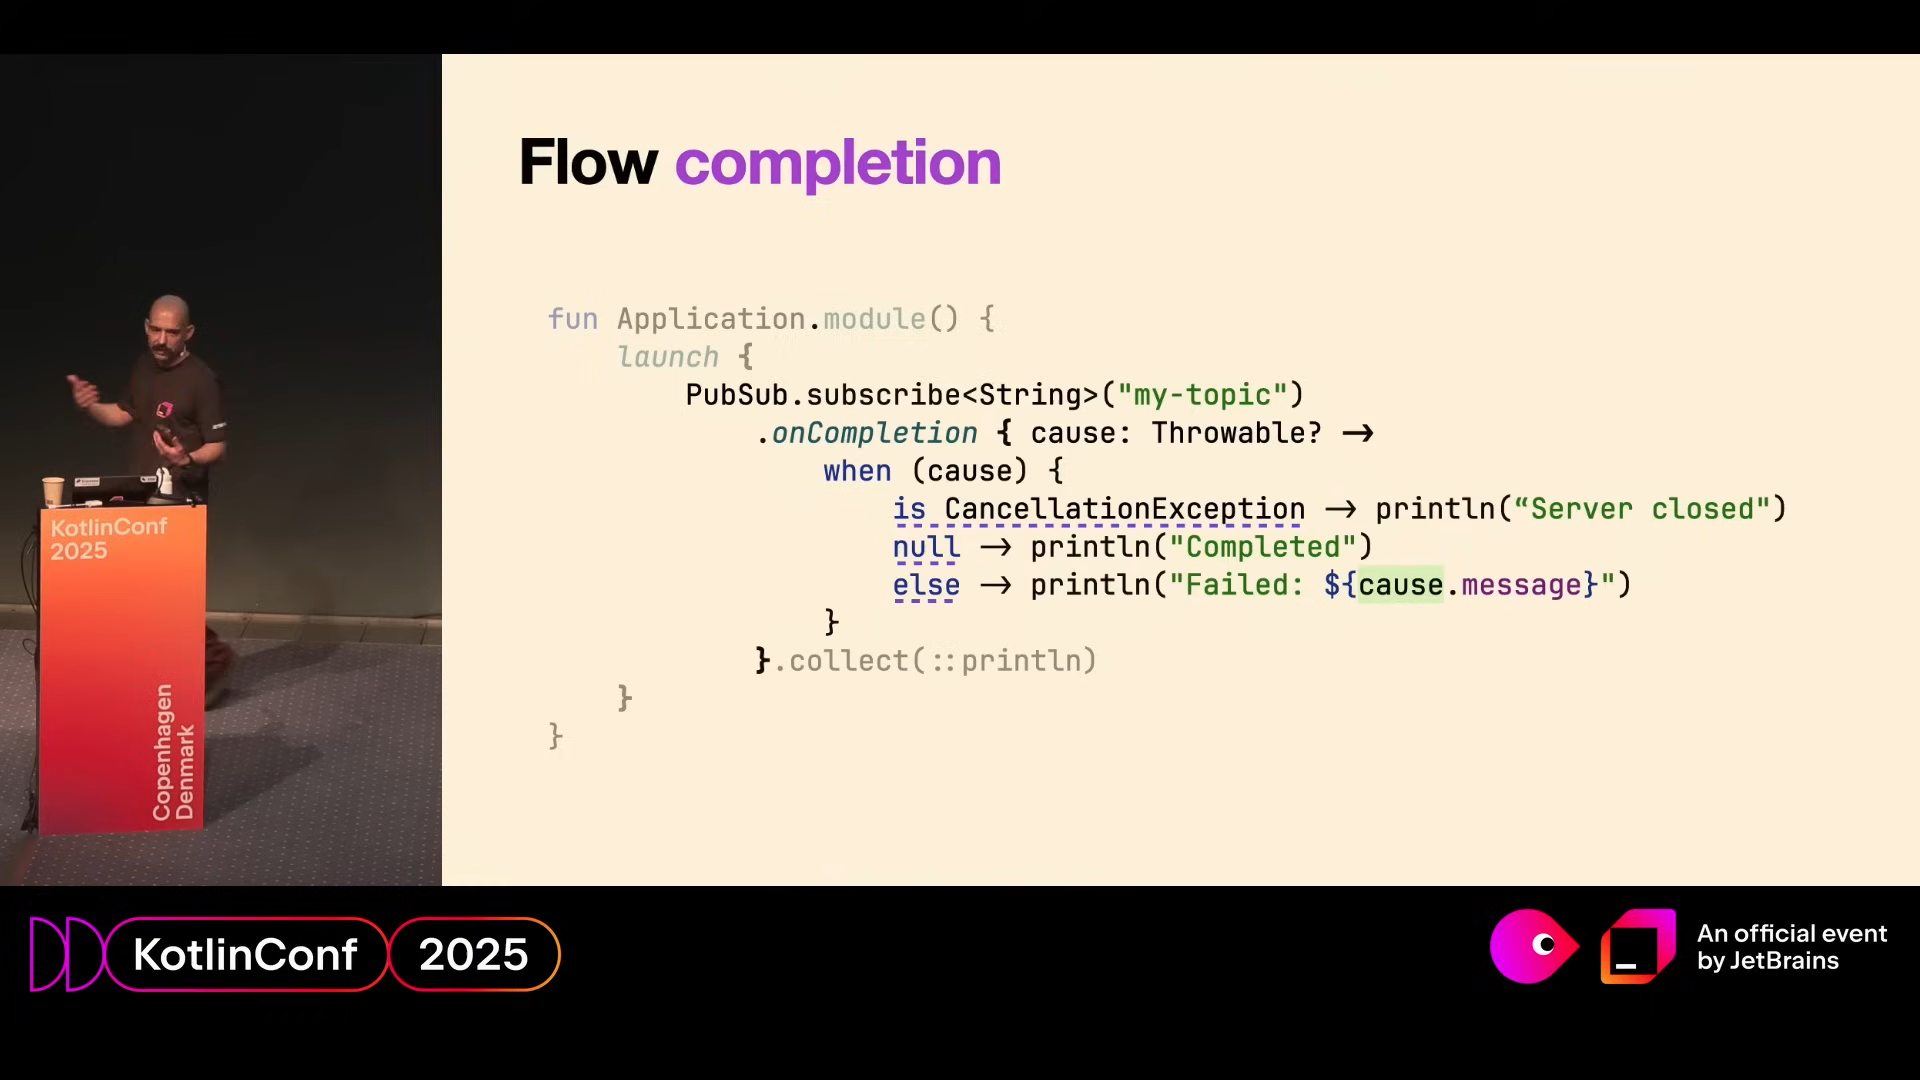 Flow completion
fun Application.module() {
launch {
PubSub.subscribe<String>("my-topic")
.onCompletion { cause: Throwable? →
when (cause) {
is CancellationException → println(“Server closed")
null → println("Completed")
else → println("Failed: ${cause.message}")
}
}.collect(::println)
}
}
KotlinConf
2025
Copenhagen
Denmark
KotlinConf 2025
An official event
by JetBrains